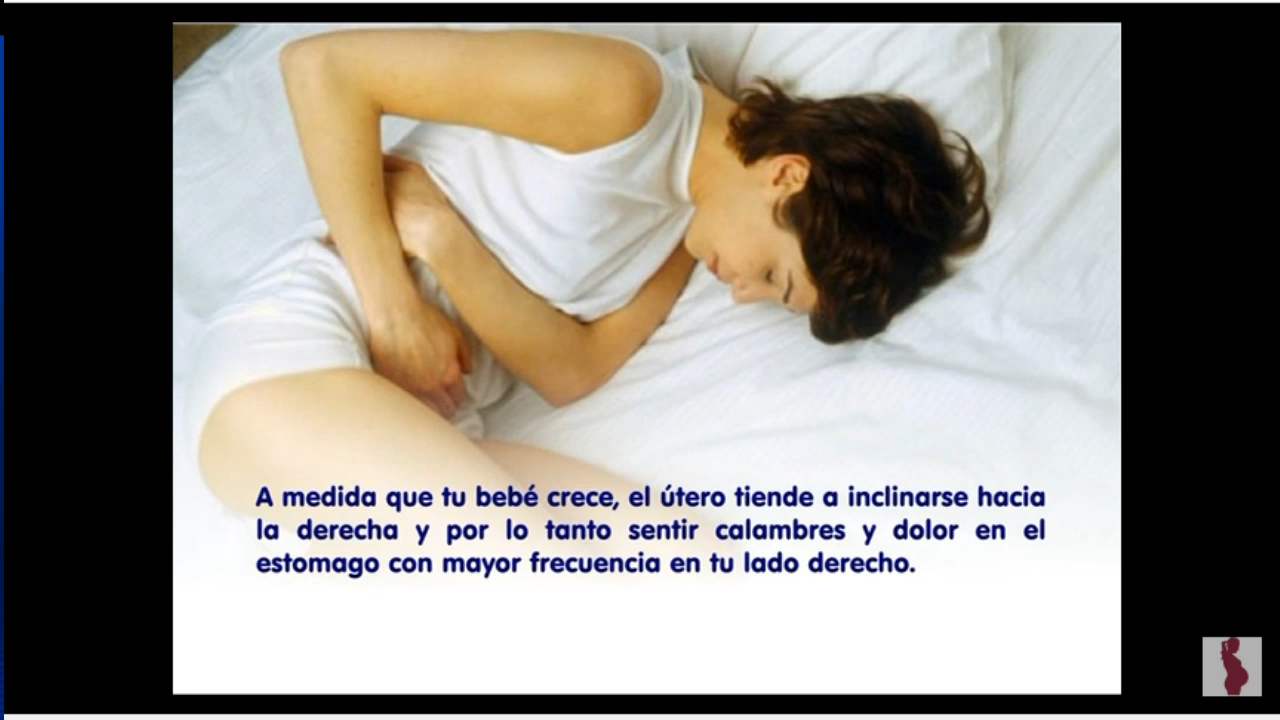 A medida que tu bebé crece, el útero tiende a inclinarse hacia
la derecha y por lo tanto sentir calambres y dolor en el
estomago con mayor frecuencia en tu lado derecho.